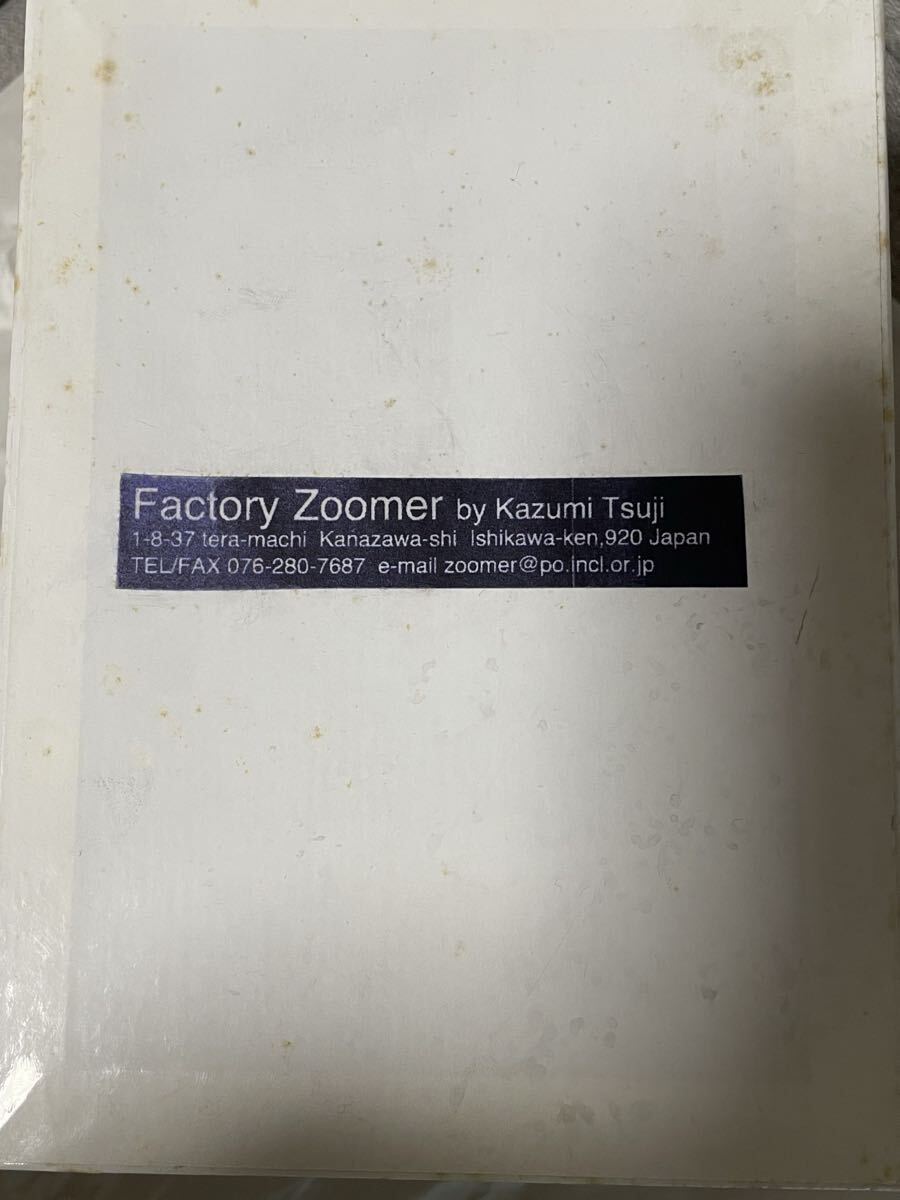 Factory Zoomer by Kazumi Tsuji
1-8-37 tera-machi Kanazawa-shi Ishikawa-ken,920 Japan
TEL/FAX 076-280-7687 e-mail zoomer@po.incl.or.jp